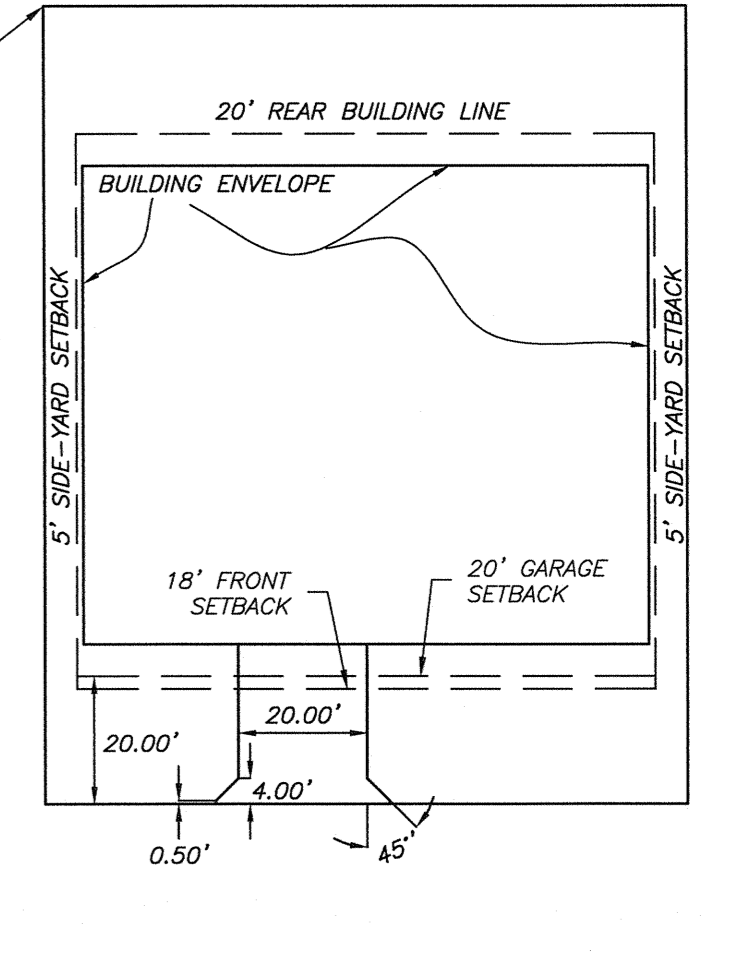 20' REAR BUILDING LINE
BUILDING ENVELOPE
5' SIDE-YARD SETBACK
5' SIDE-YARD SETBACK
18' FRONT
SETBACK
20' GARAGE
SETBACK
20.00'
20.00'
4.00'
0.50'
45°